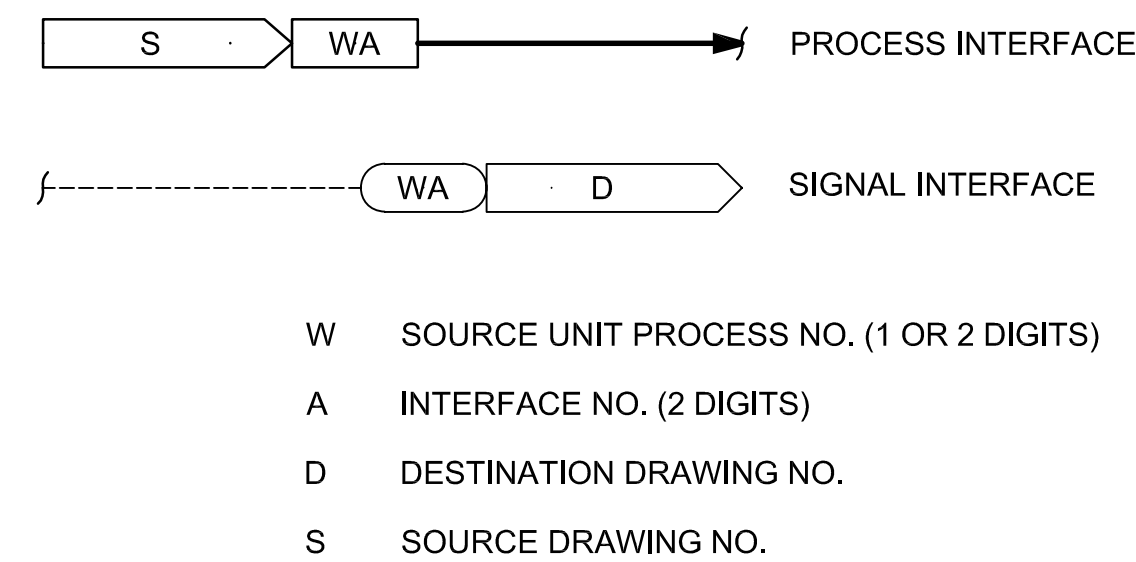 S WA PROCESS INTERFACE
WA D SIGNAL INTERFACE
W SOURCE UNIT PROCESS NO. (1 OR 2 DIGITS)
A INTERFACE NO. (2 DIGITS)
D DESTINATION DRAWING NO.
S SOURCE DRAWING NO.